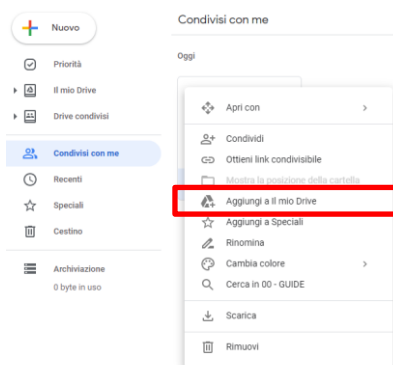 Nuovo
Priorità
Il mio Drive
Drive condivisi
Condivisi con me
Recenti
Speciali
Cestino
Archiviazione
0 byte in uso
Condivisi con me
Oggi
Apri con
Condividi
Ottieni link condivisibile
Mostra la posizione della cartella
Aggiungi a Il mio Drive
Aggiungi a Speciali
Rinomina
Cambia colore
Cerca in 00 - GUIDE
Scarica
Rimuovi